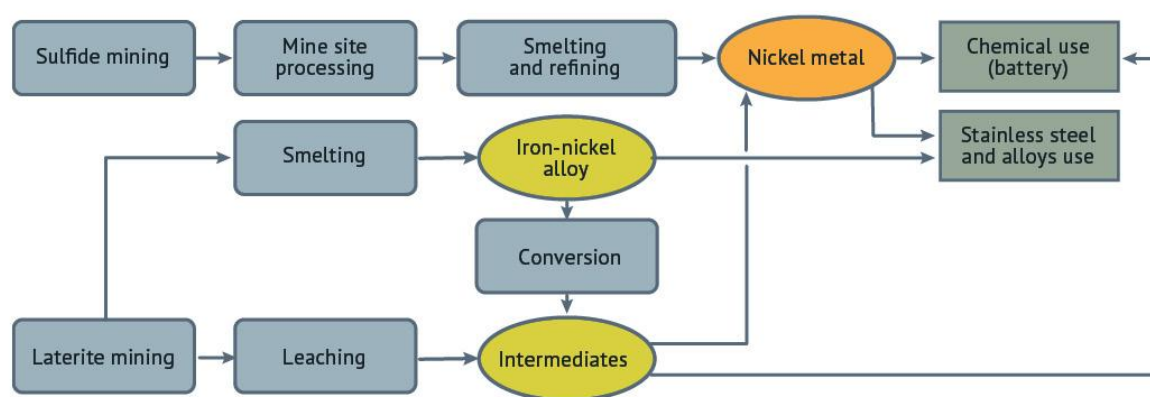 Sulfide mining
Mine site
processing
Smelting
and refining
Nickel metal
Chemical use
(battery)
Smelting
Iron-nickel
alloy
Stainless steel
and alloys use
Conversion
Laterite mining
Leaching
Intermediates